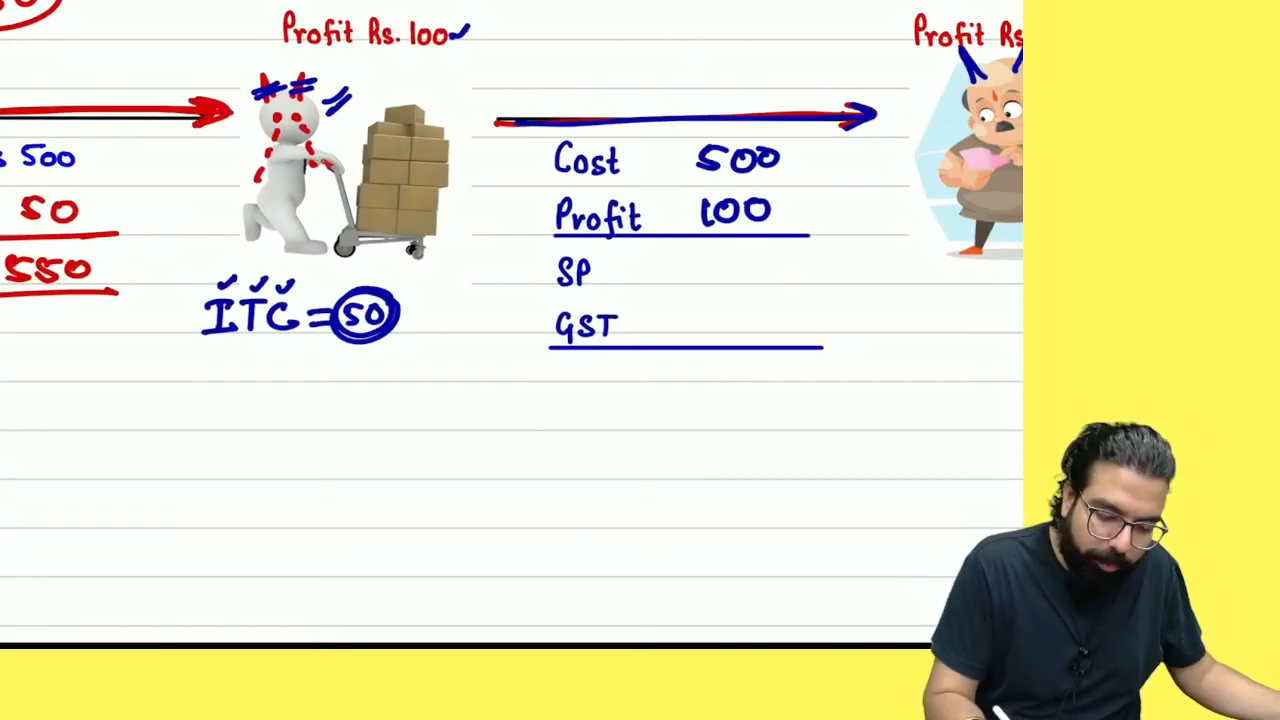 Profit Rs. 100
Profit Rs
500
50
550
ITC = 50
Cost 500
Profit 100
SP
GST